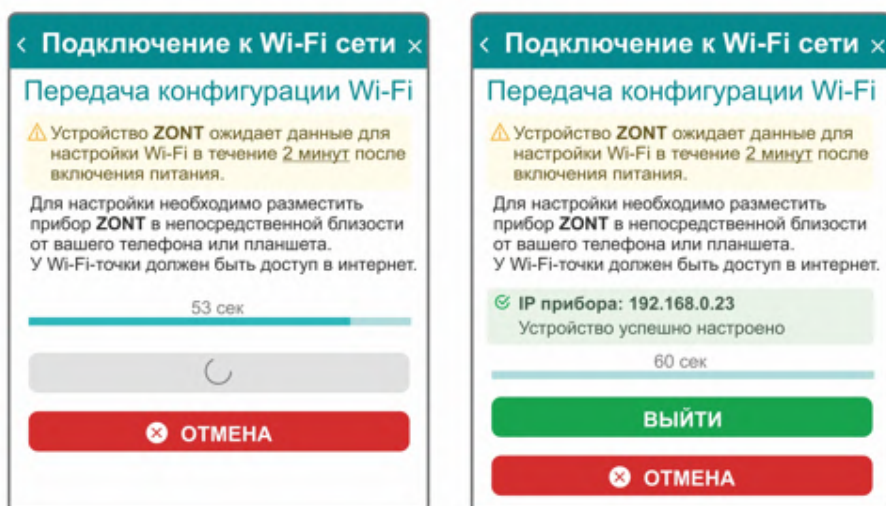 Подключение к Wi-Fi сети
Передача конфигурации Wi-Fi
Устройство ZONT ожидает данные для
настройки Wi-Fi в течение 2 минут после
включения питания.
Для настройки необходимо разместить
прибор ZONT в непосредственной близости
от вашего телефона или планшета.
У Wi-Fi-точки должен быть доступ в интернет.
53 сек
ОТМЕНА
Подключение к Wi-Fi сети
Передача конфигурации Wi-Fi
Устройство ZONT ожидает данные для
настройки Wi-Fi в течение 2 минут после
включения питания.
Для настройки необходимо разместить
прибор ZONT в непосредственной близости
от вашего телефона или планшета.
У Wi-Fi-точки должен быть доступ в интернет.
IP прибора: 192.168.0.23
Устройство успешно настроено
60 сек
ВЫЙТИ
ОТМЕНА